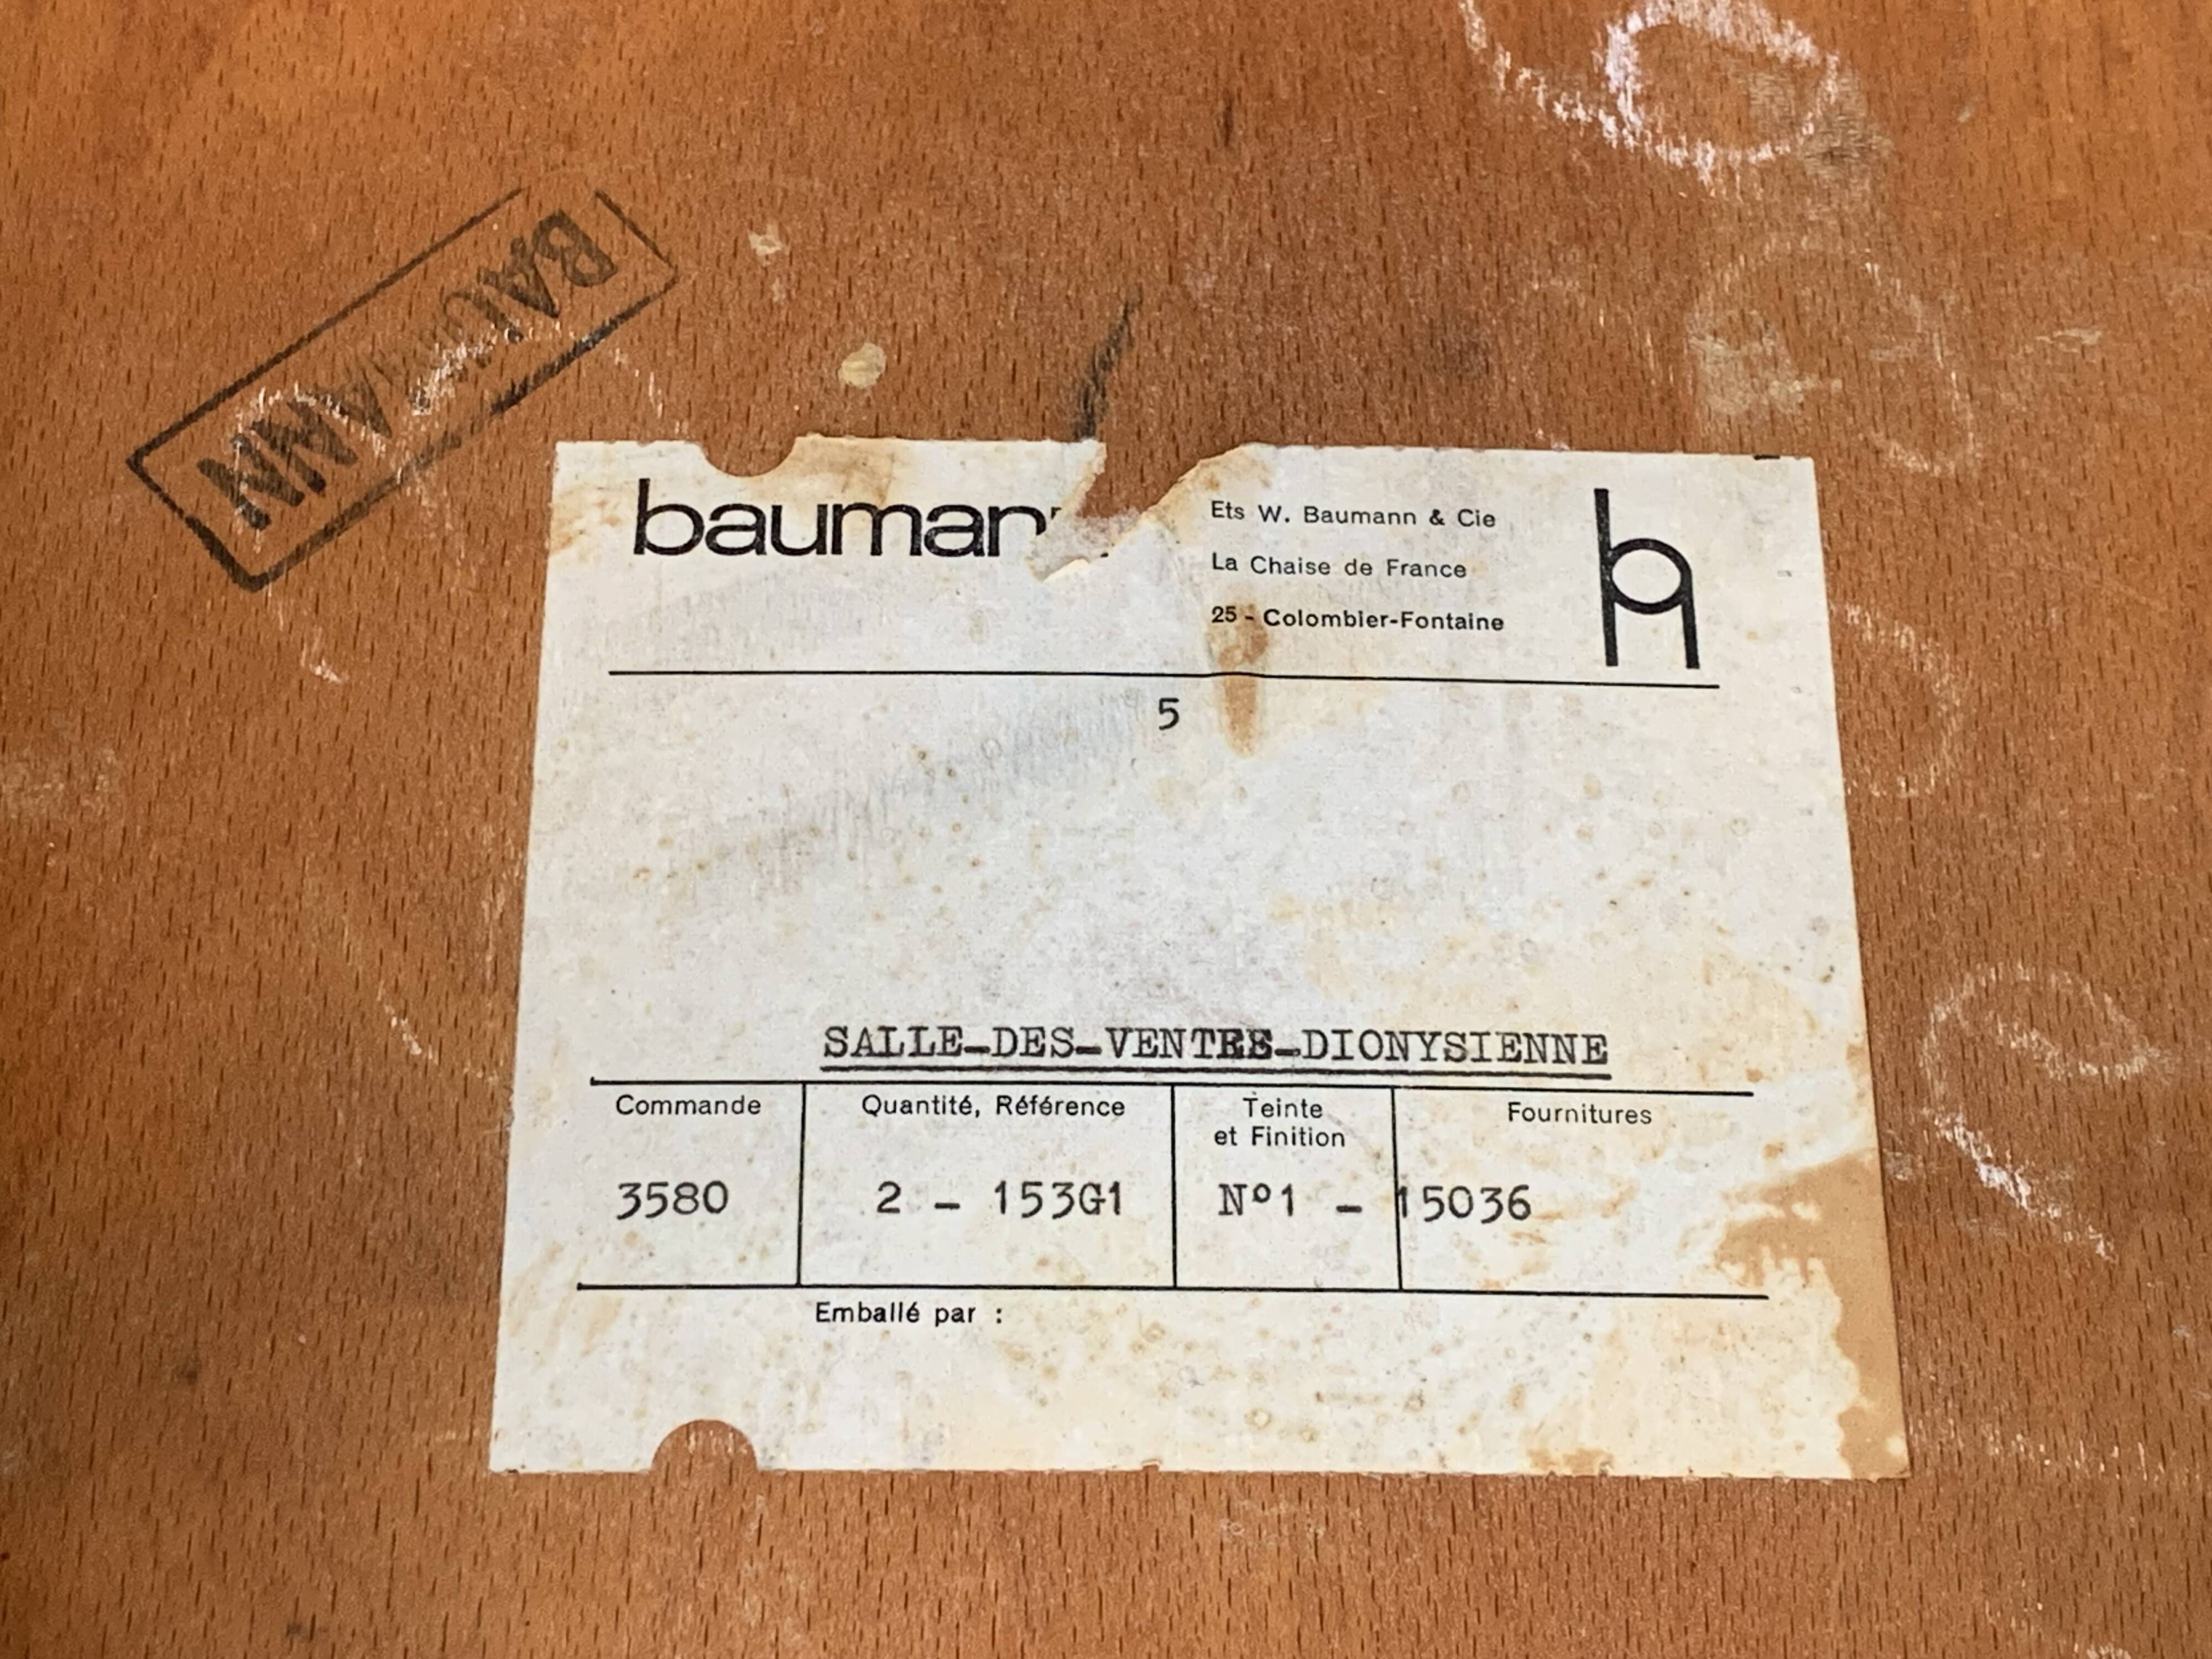 BAUMANN
bauman
Ets W. Baumann & Cie
La Chaise de France
25 - Colombier-Fontaine
5
SALLE-DES-VENTES-DIONYSIENNE
Commande
Quantité, Référence
Teinte
et Finition
Fournitures
3580
2 - 153G1
Nº1 - 15036
Emballé par :